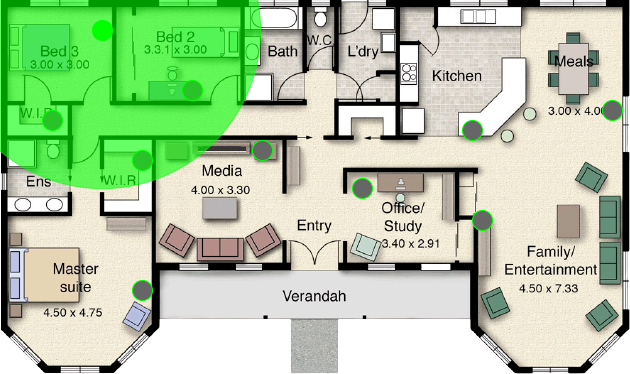 Bed 3
3.00 x 3.00
Bed 2
3.3.1 x 3.00
Bath
W.C
L'dry
Kitchen
Meals
3.00 x 4.00
W.I.R
Ens
W.I.R
Media
4.00 x 3.30
Entry
Office/
Study
3.40 x 2.91
Family/
Entertainment
4.50 x 7.33
Master
suite
4.50 x 4.75
Verandah